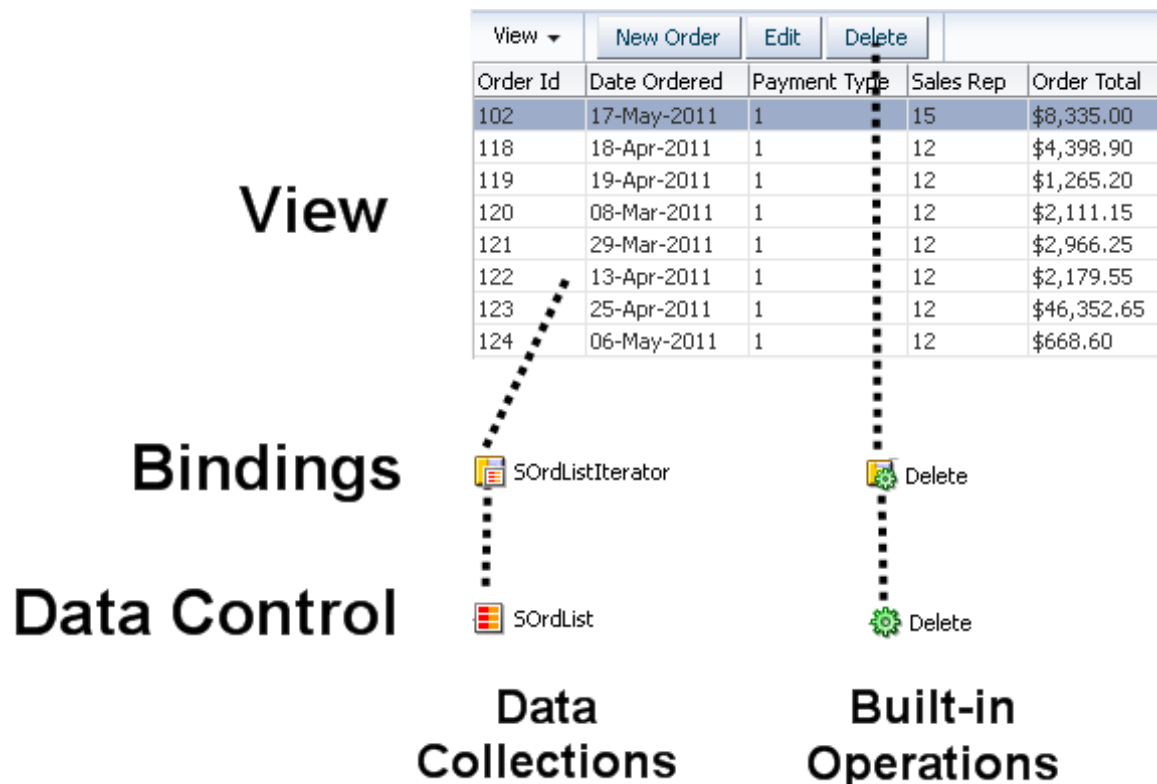 View New Order Edit Delete
Order Id Date Ordered Payment Type Sales Rep Order Total
102 17-May-2011 1 15 $8,335.00
118 18-Apr-2011 1 12 $4,398.90
119 19-Apr-2011 1 12 $1,265.20
120 08-Mar-2011 1 12 $2,111.15
121 29-Mar-2011 1 12 $2,966.25
122 13-Apr-2011 1 12 $2,179.55
123 25-Apr-2011 1 12 $46,352.65
124 06-May-2011 1 12 $668.60
View
Bindings SOrdListIterator Delete
Data Control SOrdList Delete
Data
Collections
Built-in
Operations